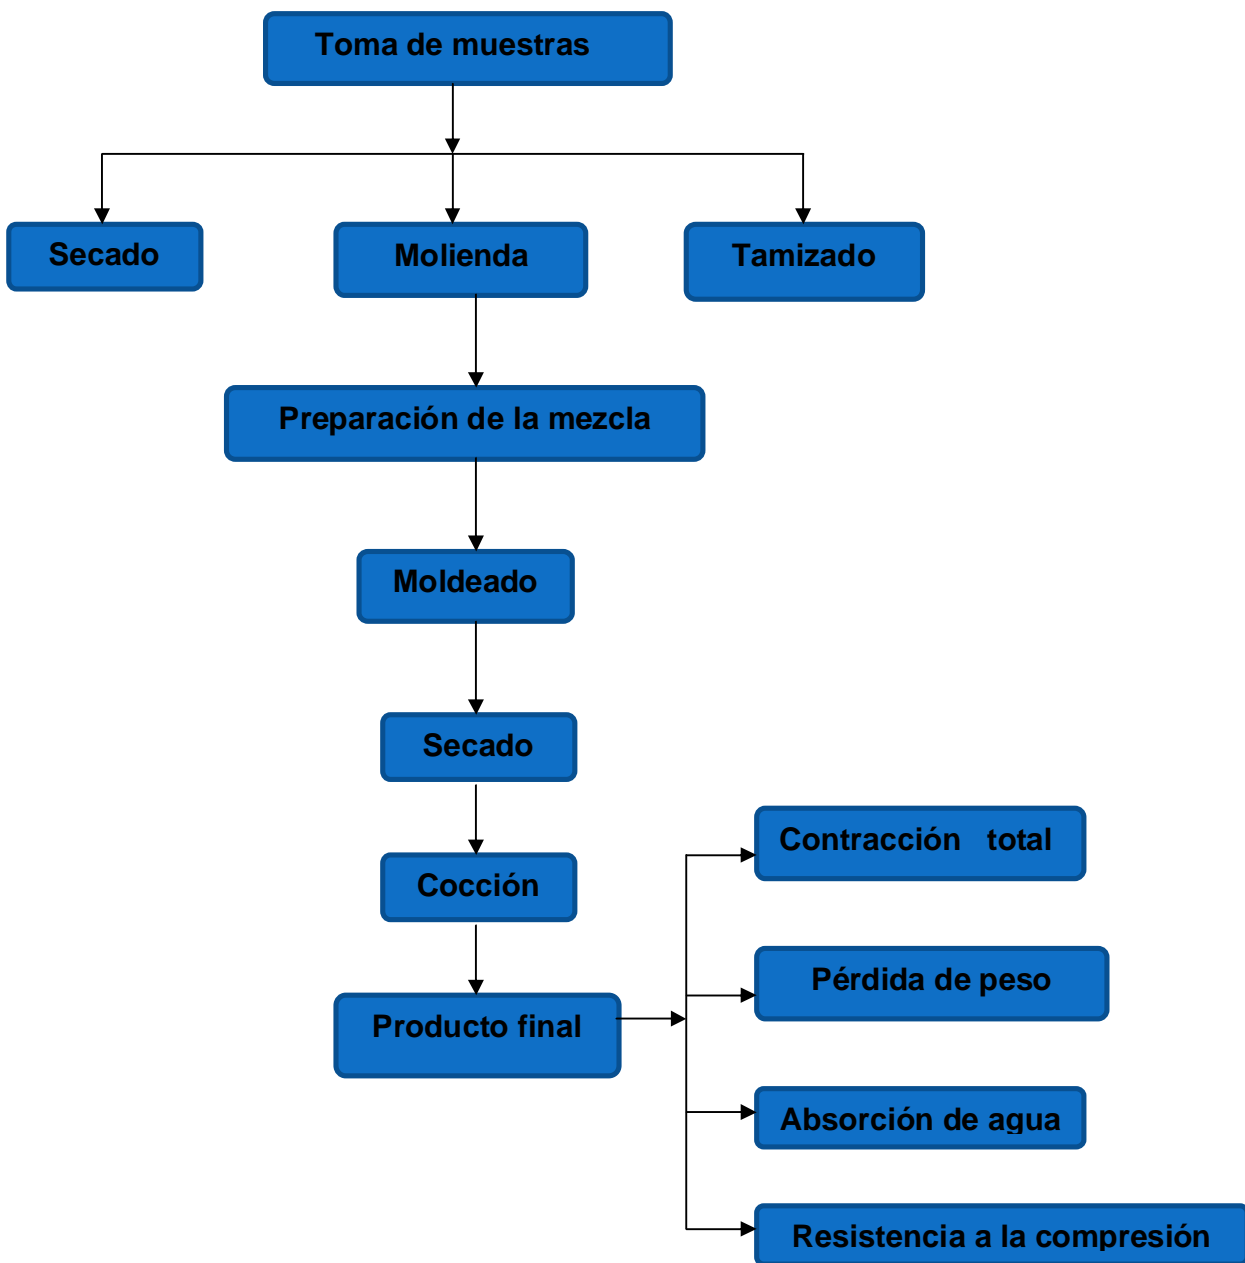 Toma de muestras
Secado
Molienda
Tamizado
Preparación de la mezcla
Moldeado
Secado
Cocción
Producto final
Contracción total
Pérdida de peso
Absorción de agua
Resistencia a la compresión